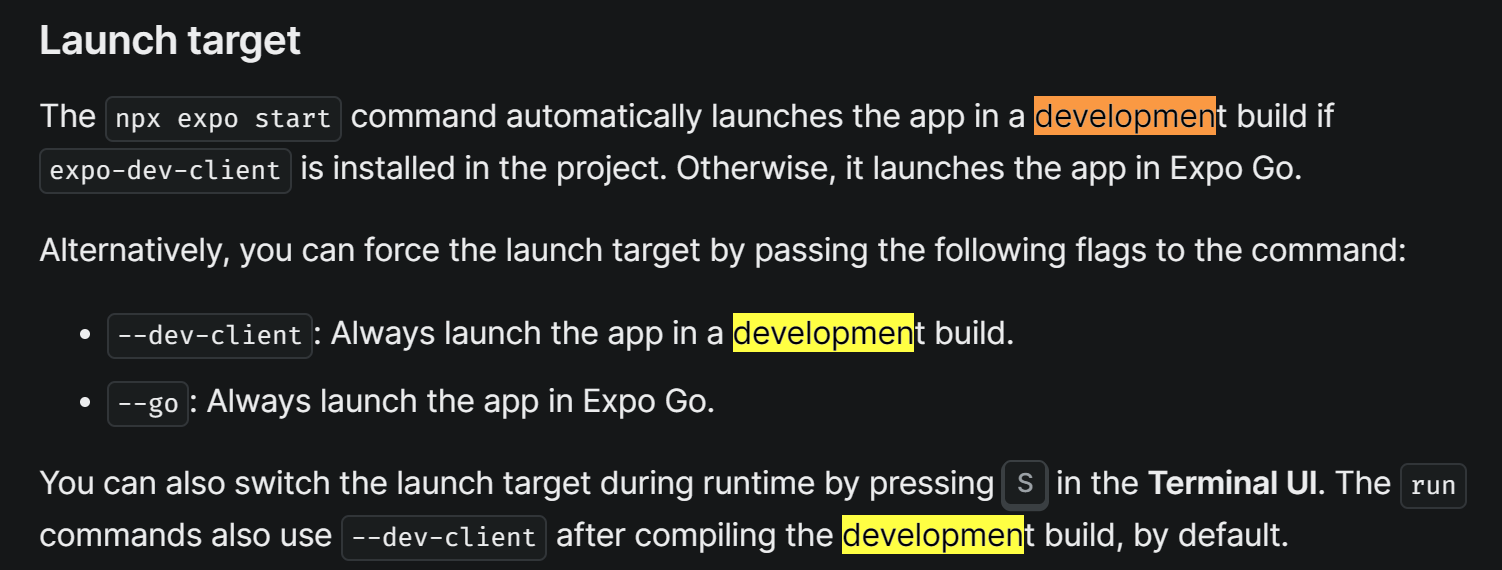 Launch target
The npx expo start command automatically launches the app in a development build if
expo-dev-client is installed in the project. Otherwise, it launches the app in Expo Go.
Alternatively, you can force the launch target by passing the following flags to the command:
• --dev-client: Always launch the app in a development build.
• --go: Always launch the app in Expo Go.
You can also switch the launch target during runtime by pressing S in the Terminal UI. The run
commands also use --dev-client after compiling the development build, by default.